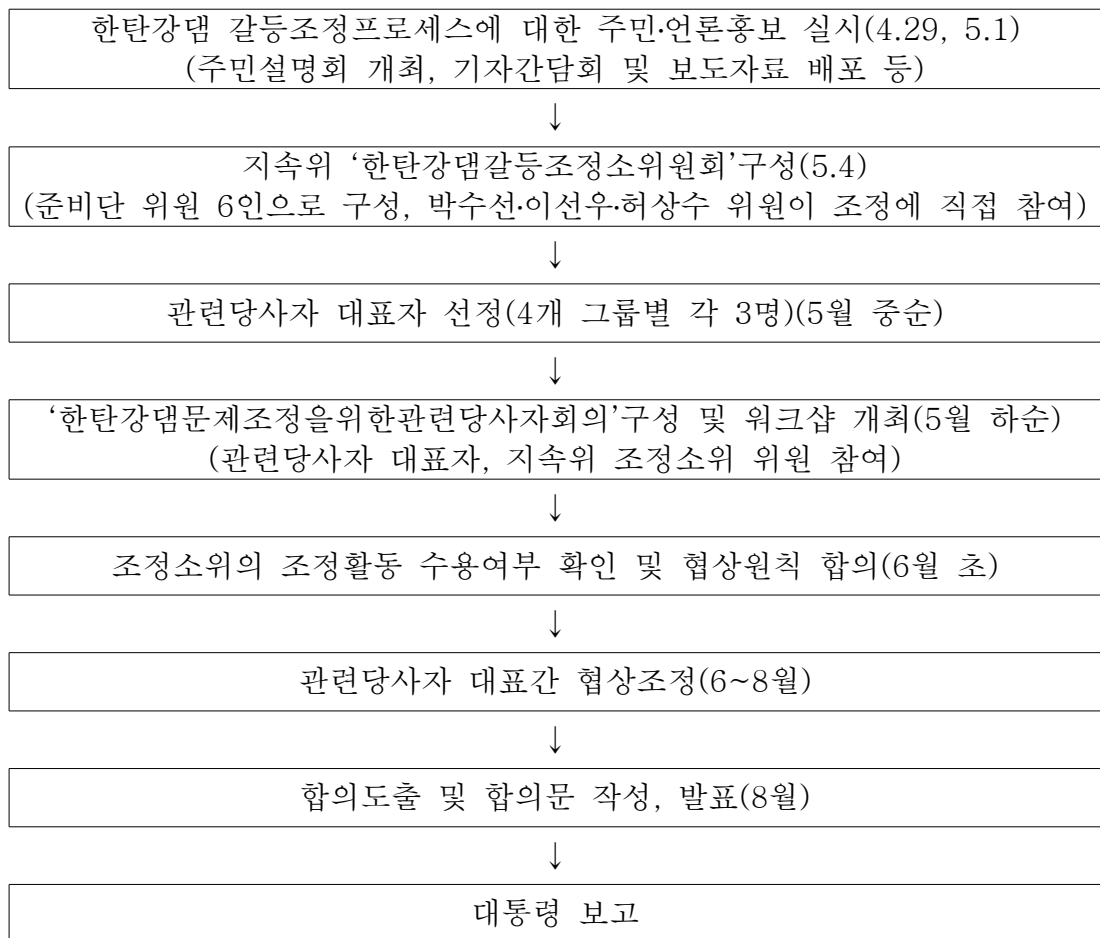 한탄강댐 갈등조정프로세스에 대한 주민·언론홍보 실시(4.29, 5.1)
(주민설명회 개최, 기자간담회 및 보도자료 배포 등)
↓
지속위 ‘한탄강댐갈등조정소위원회’구성(5.4)
(준비단 위원 6인으로 구성, 박수선·이선우·허상수 위원이 조정에 직접 참여)
↓
관련당사자 대표자 선정(4개 그룹별 각 3명)(5월 중순)
↓
‘한탄강댐문제조정을위한관련당사자회의’구성 및 워크샵 개최(5월 하순)
(관련당사자 대표자, 지속위 조정소위 위원 참여)
↓
조정소위의 조정활동 수용여부 확인 및 협상원칙 합의(6월 초)
↓
관련당사자 대표간 협상조정(6~8월)
↓
합의도출 및 합의문 작성, 발표(8월)
↓
대통령 보고